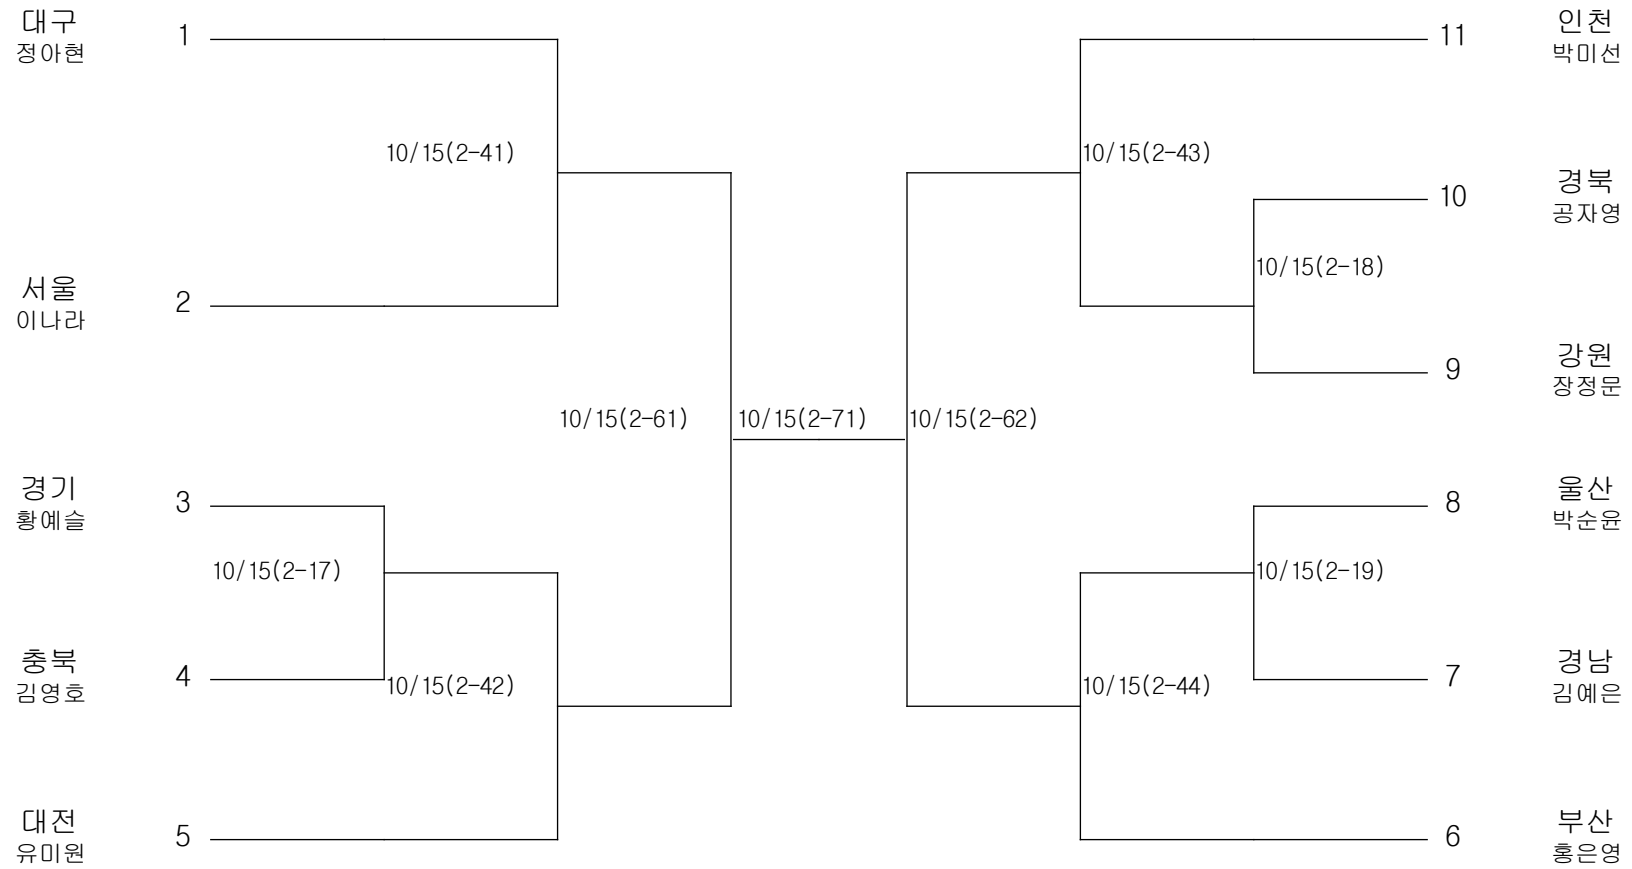 대구
정아현
1
10/15(2-41)
서울
이나라
2
10/15(2-61)
경기
황예슬
3
10/15(2-17)
충북
김영호
4
10/15(2-42)
대전
유미원
5
10/15(2-71)
10/15(2-62)
11
인천
박미선
10/15(2-43)
10
경북
공자영
10/15(2-18)
9
강원
장정문
8
울산
박순윤
10/15(2-19)
7
경남
김예은
10/15(2-44)
6
부산
홍은영